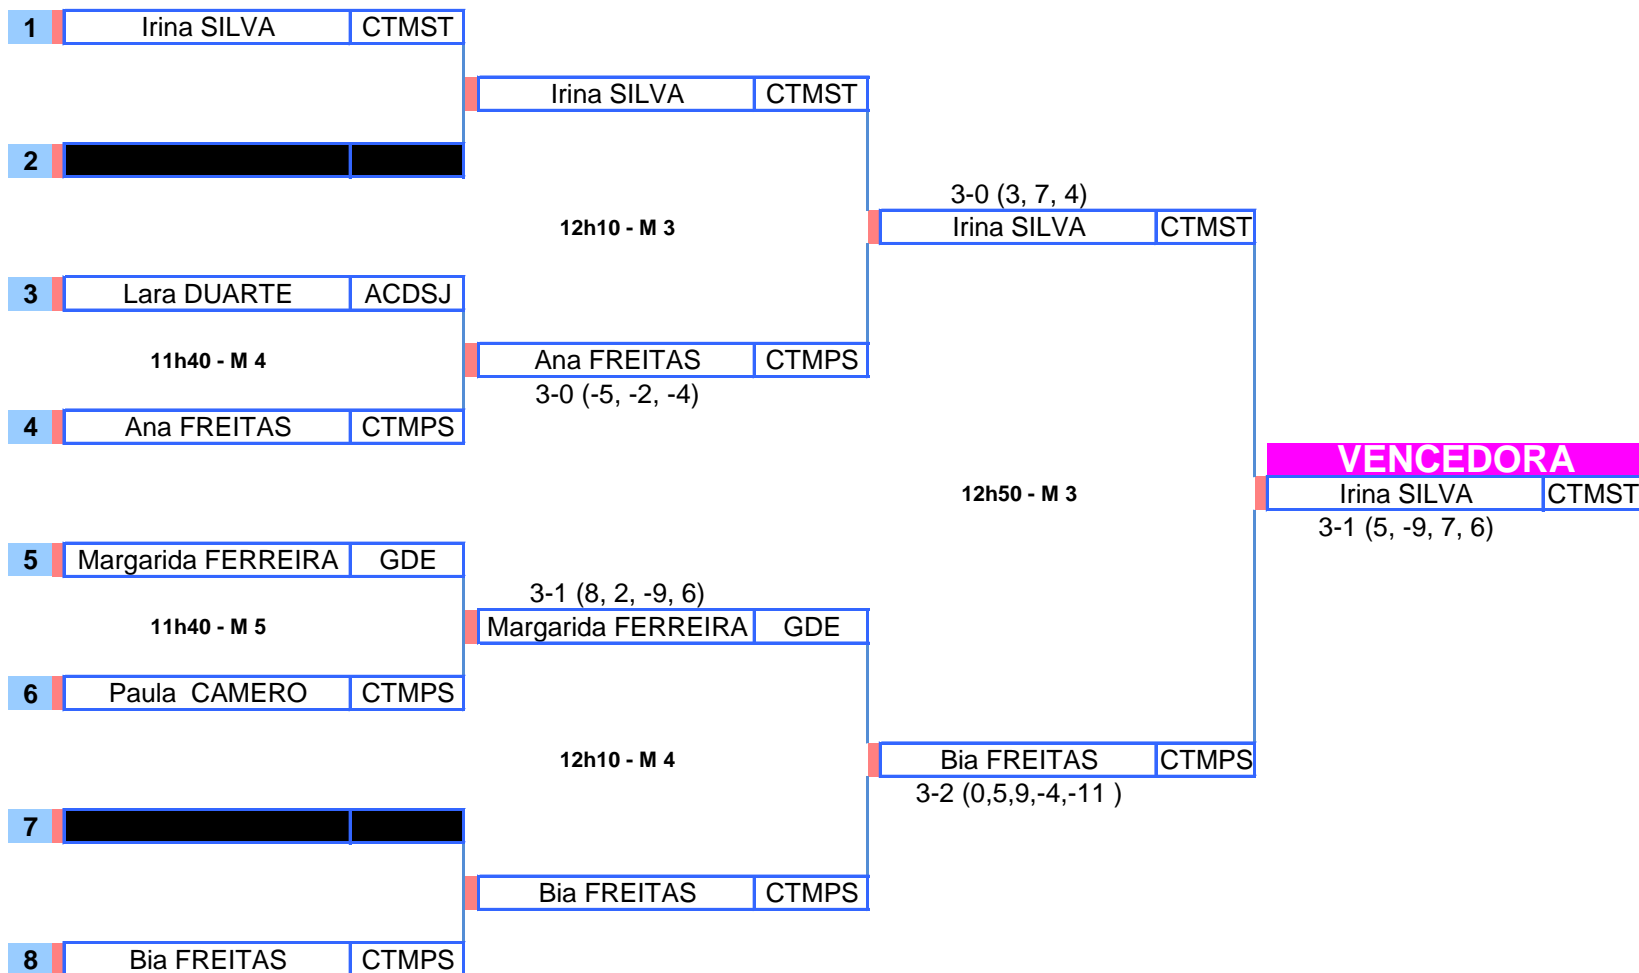 1 Irina SILVA CTMST
Irina SILVA CTMST
2
3-0 (3, 7, 4)
12h10 - M 3
Irina SILVA CTMST
3 Lara DUARTE ACDSJ
11h40 - M 4
Ana FREITAS CTMPS
3-0 (-5, -2, -4)
4 Ana FREITAS CTMPS
VENCEDORA
12h50 - M 3
Irina SILVA CTMST
3-1 (5, -9, 7, 6)
5 Margarida FERREIRA GDE
3-1 (8, 2, -9, 6)
11h40 - M 5
Margarida FERREIRA GDE
6 Paula  CAMERO CTMPS
12h10 - M 4
Bia FREITAS CTMPS
3-2 (0,5,9,-4,-11 )
7
Bia FREITAS CTMPS
8 Bia FREITAS CTMPS